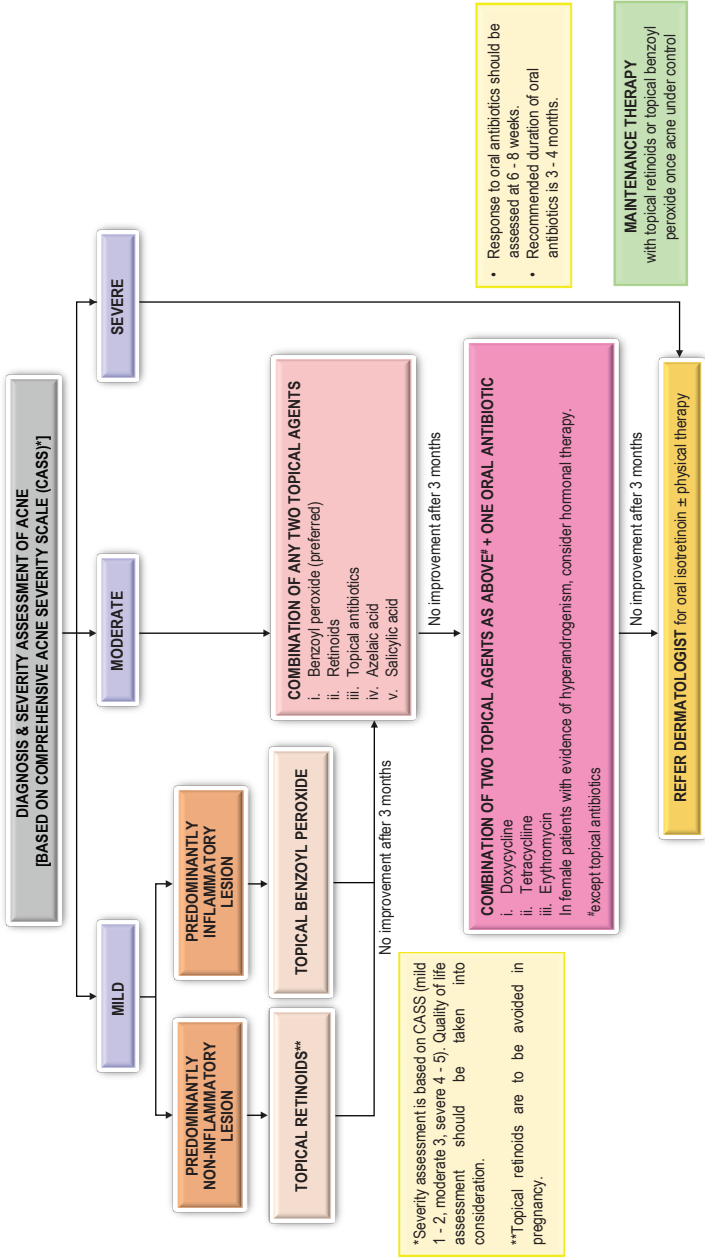 DIAGNOSIS & SEVERITY ASSESSMENT OF ACNE
[BASED ON COMPREHENSIVE ACNE SEVERITY SCALE (CASS)*]
MILD
MODERATE
SEVERE
PREDOMINANTLY
NON-INFLAMMATORY
LESION
PREDOMINANTLY
INFLAMMATORY
LESION
TOPICAL RETINOIDS**
TOPICAL BENZOYL PEROXIDE
No improvement after 3 months
COMBINATION OF ANY TWO TOPICAL AGENTS
i. Benzoyl peroxide (preferred)
ii. Retinoids
iii. Topical antibiotics
iv. Azelaic acid
v. Salicylic acid
No improvement after 3 months
COMBINATION OF TWO TOPICAL AGENTS AS ABOVE# + ONE ORAL ANTIBIOTIC
i. Doxycycline
ii. Tetracycliine
iii. Erythromycin
In female patients with evidence of hyperandrogenism, consider hormonal therapy.
#except topical antibiotics
No improvement after 3 months
REFER DERMATOLOGIST for oral isotretinoin ± physical therapy
*Severity assessment is based on CASS (mild
1 - 2, moderate 3, severe 4 - 5). Quality of life
assessment should be taken into
consideration.
**Topical retinoids are to be avoided in
pregnancy.
• Response to oral antibiotics should be
assessed at 6 - 8 weeks.
• Recommended duration of oral
antibiotics is 3 - 4 months.
MAINTENANCE THERAPY
with topical retinoids or topical benzoyl
peroxide once acne under control